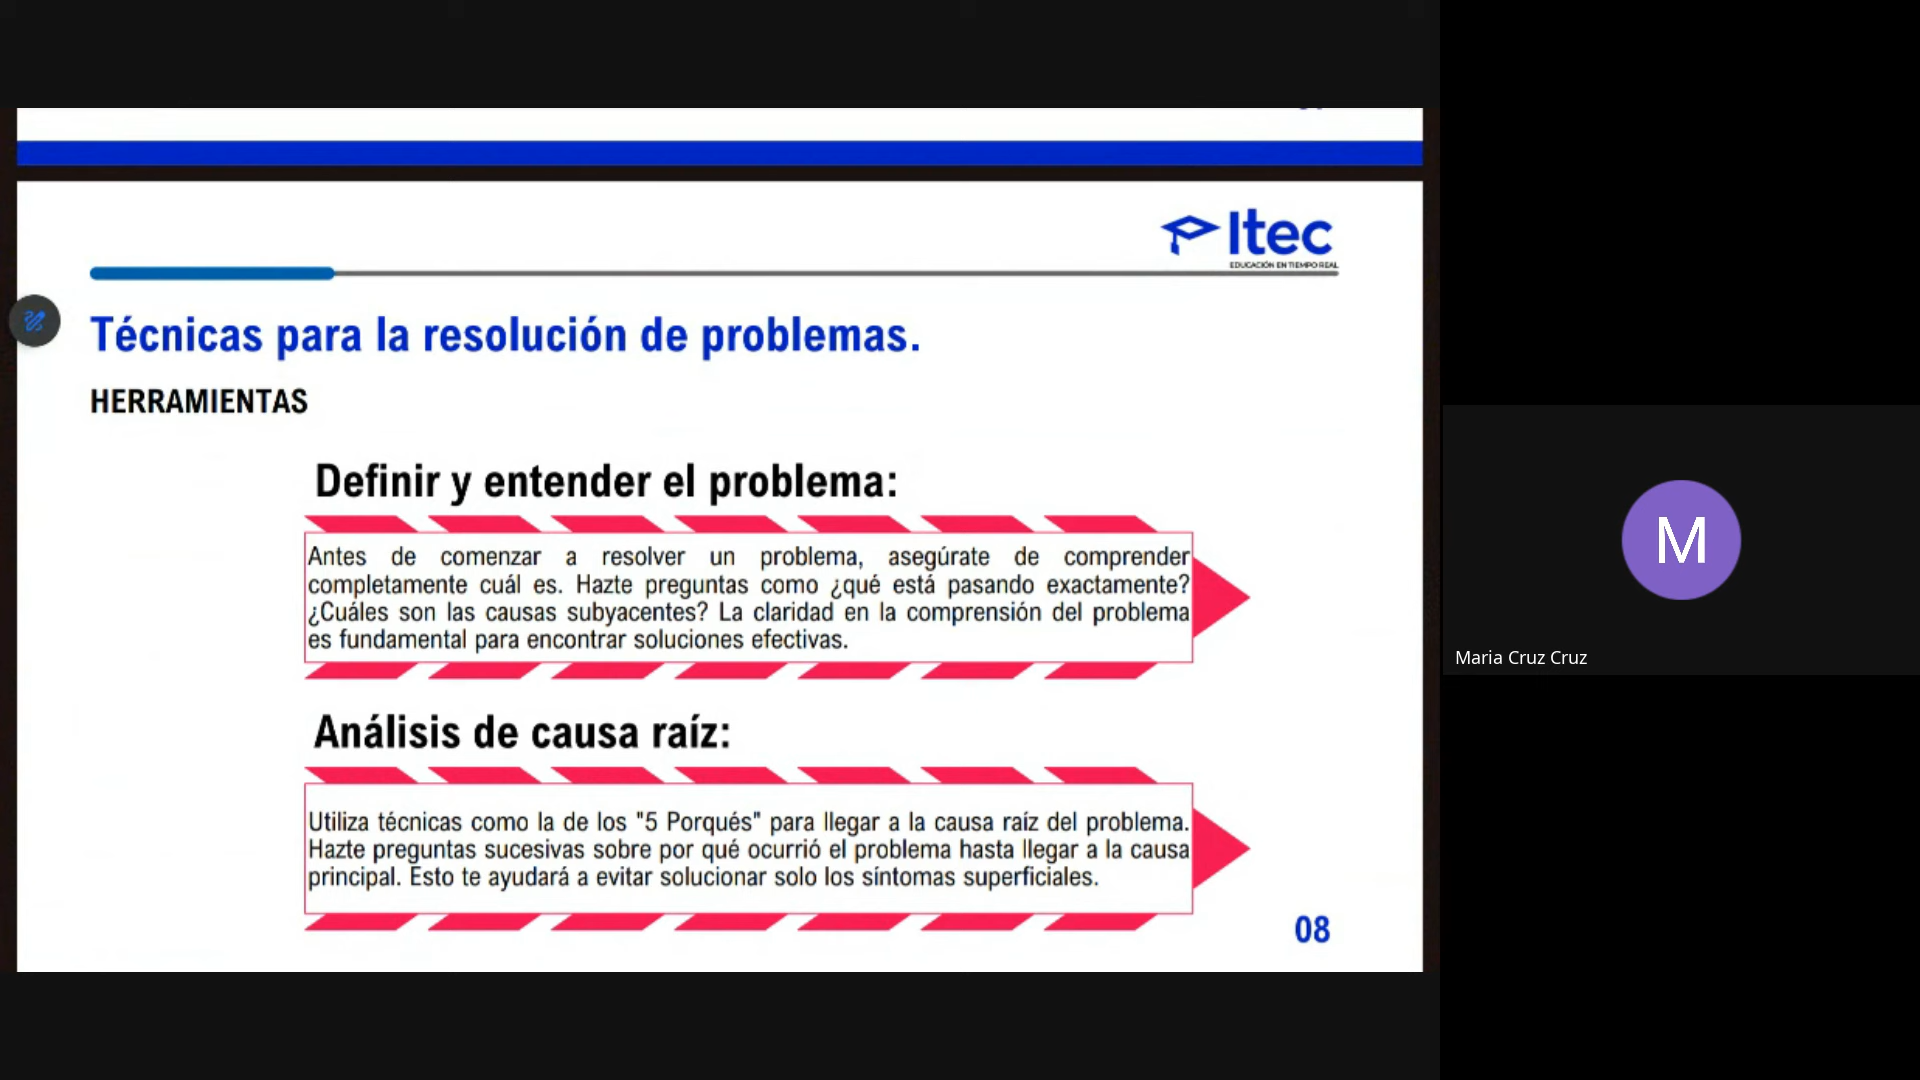 Itec
EDUCACIÓN EN TIEMPO REAL
Técnicas para la resolución de problemas.
HERRAMIENTAS
Definir y entender el problema:
Antes de comenzar a resolver un problema, asegúrate de comprender
completamente cuál es. Hazte preguntas como ¿qué está pasando exactamente?
¿Cuáles son las causas subyacentes? La claridad en la comprensión del problema
es fundamental para encontrar soluciones efectivas.
Análisis de causa raíz:
Utiliza técnicas como la de los "5 Porqués" para llegar a la causa raíz del problema.
Hazte preguntas sucesivas sobre por qué ocurrió el problema hasta llegar a la causa
principal. Esto te ayudará a evitar solucionar solo los síntomas superficiales.
08
M
Maria Cruz Cruz